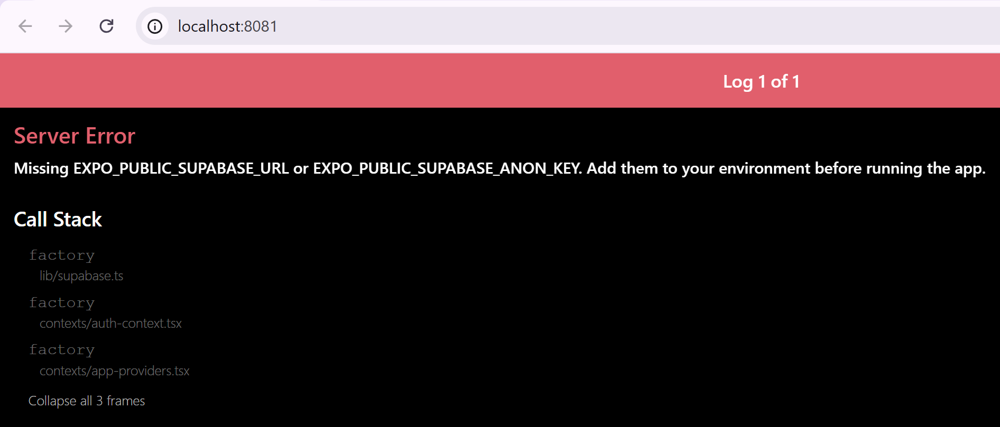 localhost:8081
Log 1 of 1
Server Error
Missing EXPO_PUBLIC_SUPABASE_URL or EXPO_PUBLIC_SUPABASE_ANON_KEY. Add them to your environment before running the app.
Call Stack
factory
lib/supabase.ts
factory
contexts/auth-context.tsx
factory
contexts/app-providers.tsx
Collapse all 3 frames